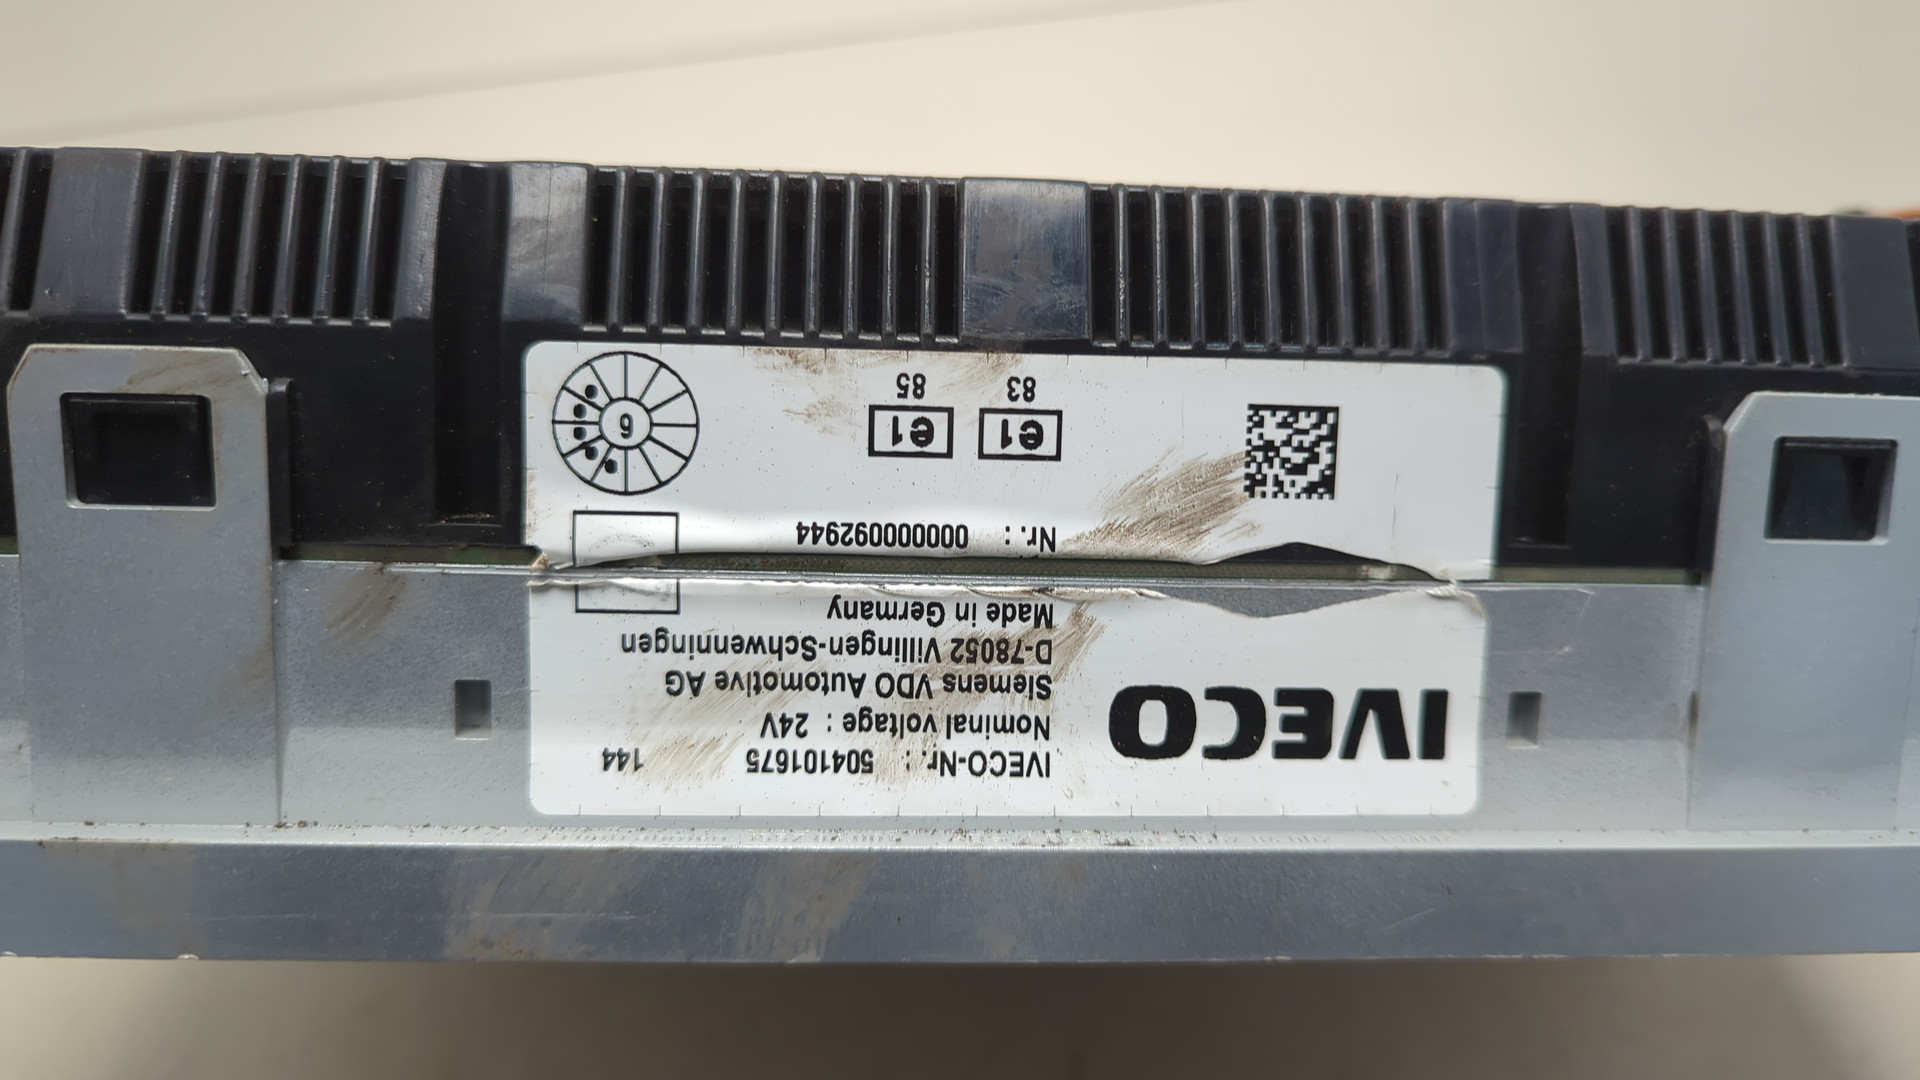 IVECO
IVECO-Nr. : 504101675 144
Nominal voltage : 24V
Siemens VDO Automotive AG
D-78052 Villingen-Schwenningen
Made in Germany
Nr. : 000000092944
e1 e1
83 85